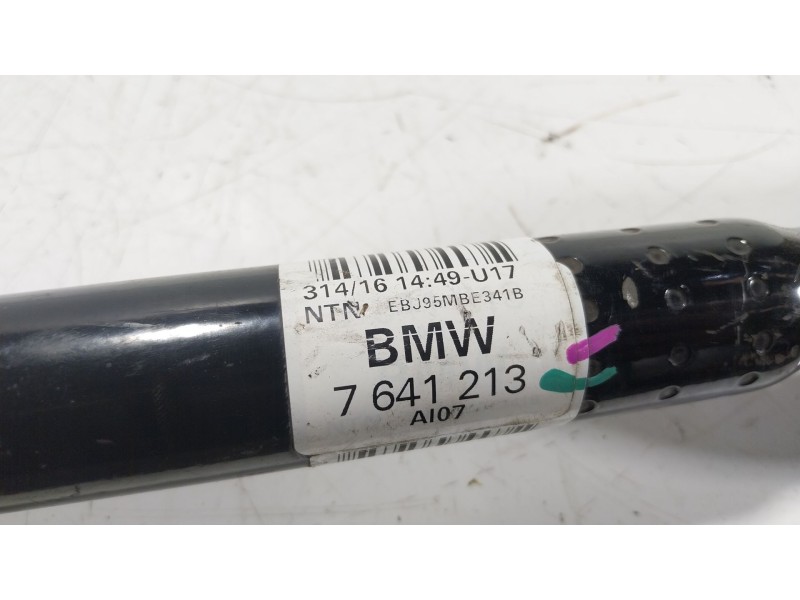 314/16 14:49-U17
NTN. EBJ95MBE341B
BMW
7 641 213
AI07